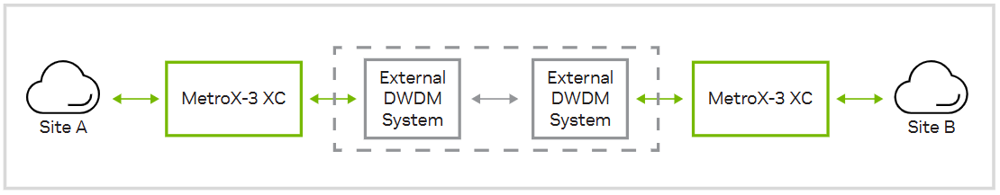 Site A
MetroX-3 XC
External
DWDM
System
External
DWDM
System
MetroX-3 XC
Site B